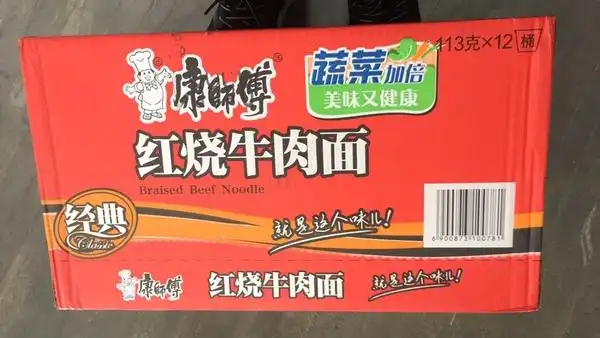 康師傅
蔬菜加倍
美味又健康
113克×12桶
红烧牛肉面
Braised Beef Noodle
经典
Classic
就是这个味儿!
6900873100781
康師傅
红烧牛肉面
就是这个味儿!